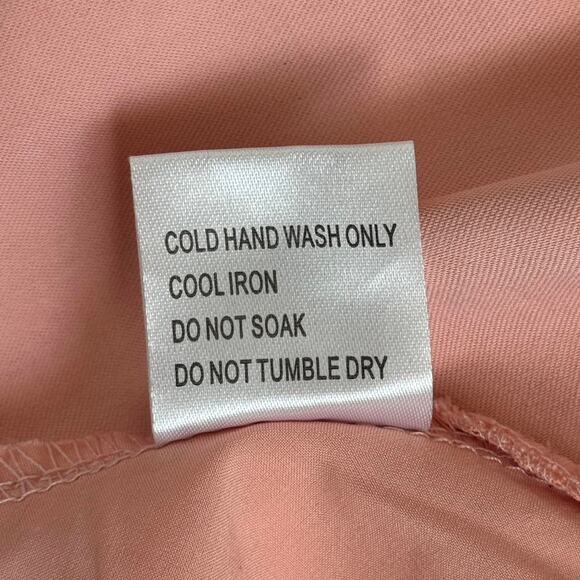 COLD HAND WASH ONLY
COOL IRON
DO NOT SOAK
DO NOT TUMBLE DRY